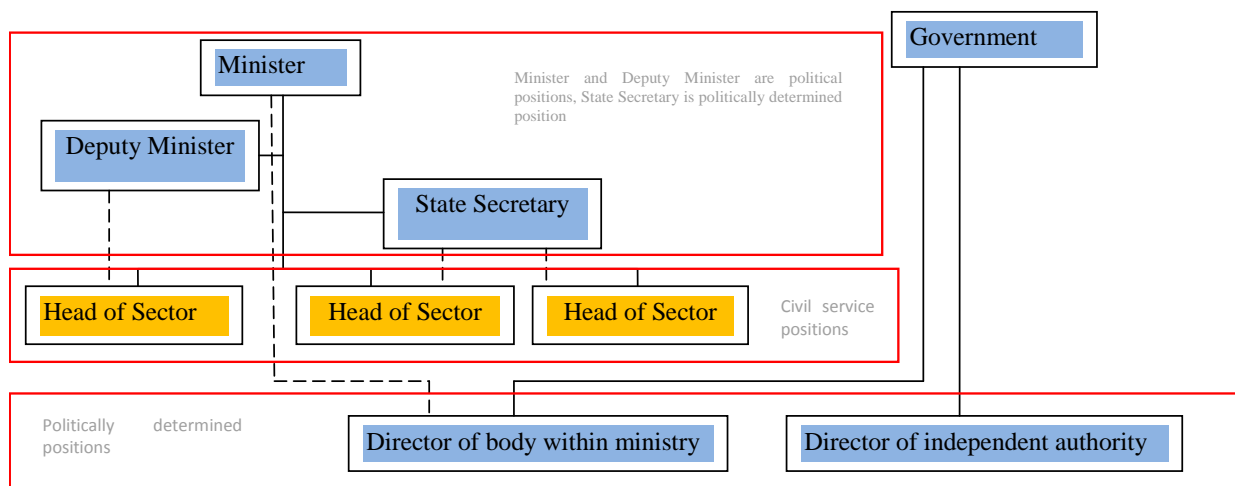 Government
Minister
Minister and Deputy Minister are political
positions, State Secretary is politically determined
position
Deputy Minister
State Secretary
Head of Sector
Head of Sector
Head of Sector
Civil service
positions
Politically determined
positions
Director of body within ministry
Director of independent authority